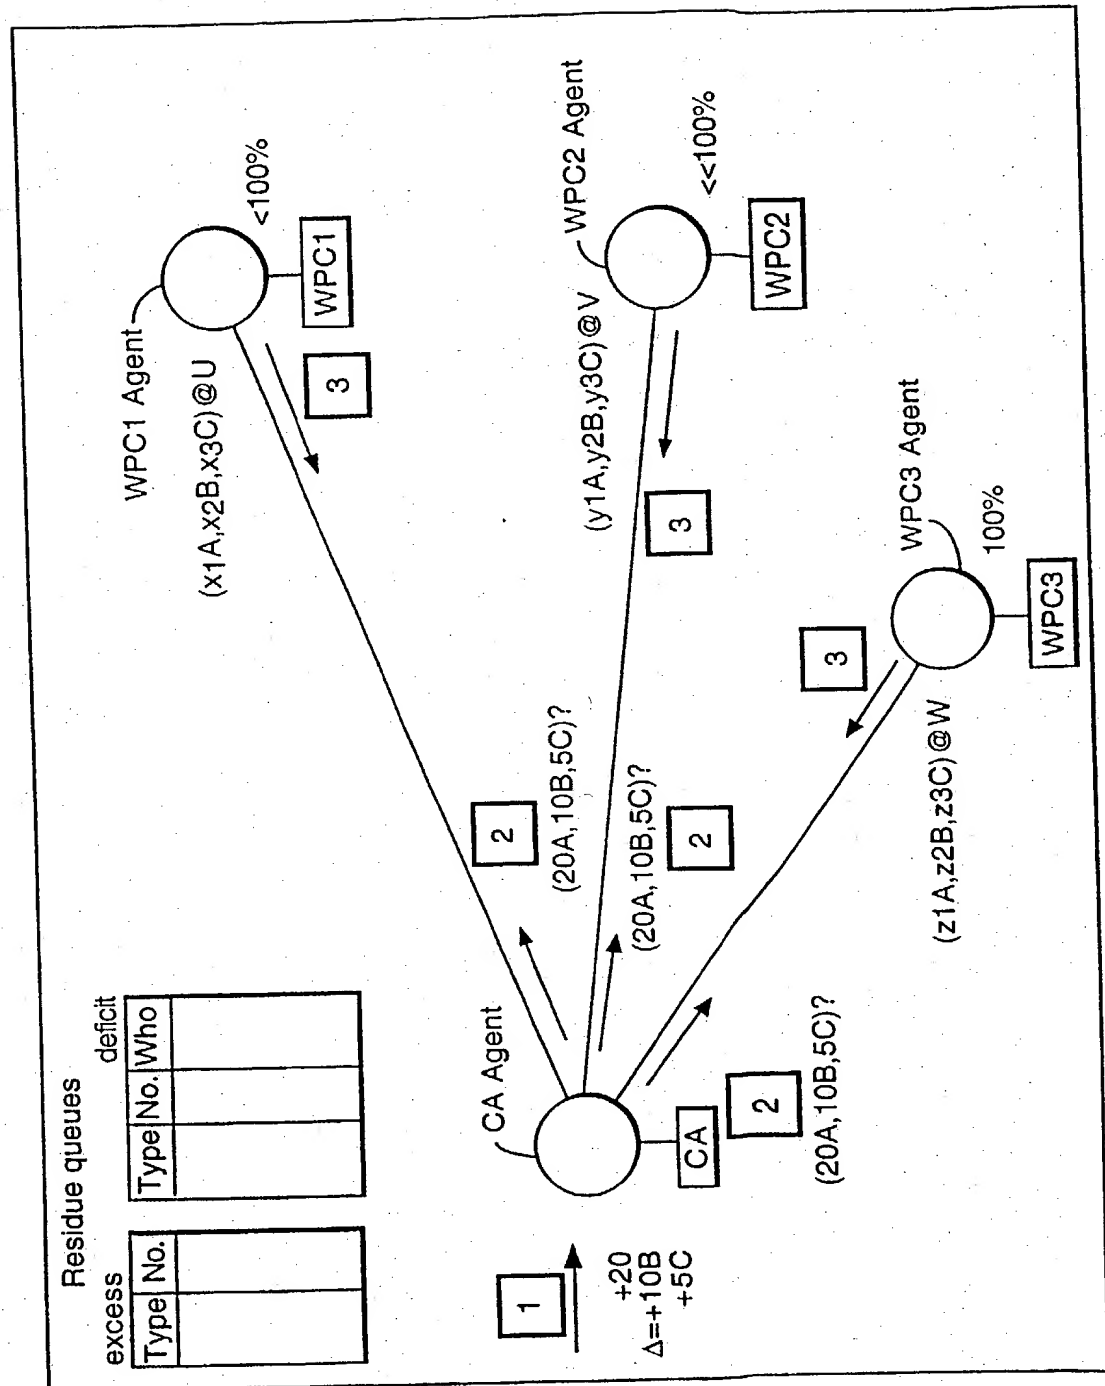 Residue queues
excess
deficit
Type No.
Type No. Who
1
+20
Δ=+10B
+5C
CA Agent
CA
2
(20A,10B,5C)?
2
(20A,10B,5C)?
2
(20A,10B,5C)?
WPC1 Agent
(x1A,x2B,x3C)@U
<100%
WPC1
3
WPC2 Agent
(y1A,y2B,y3C)@V
<<100%
WPC2
3
WPC3 Agent
100%
WPC3
3
(z1A,z2B,z3C)@W